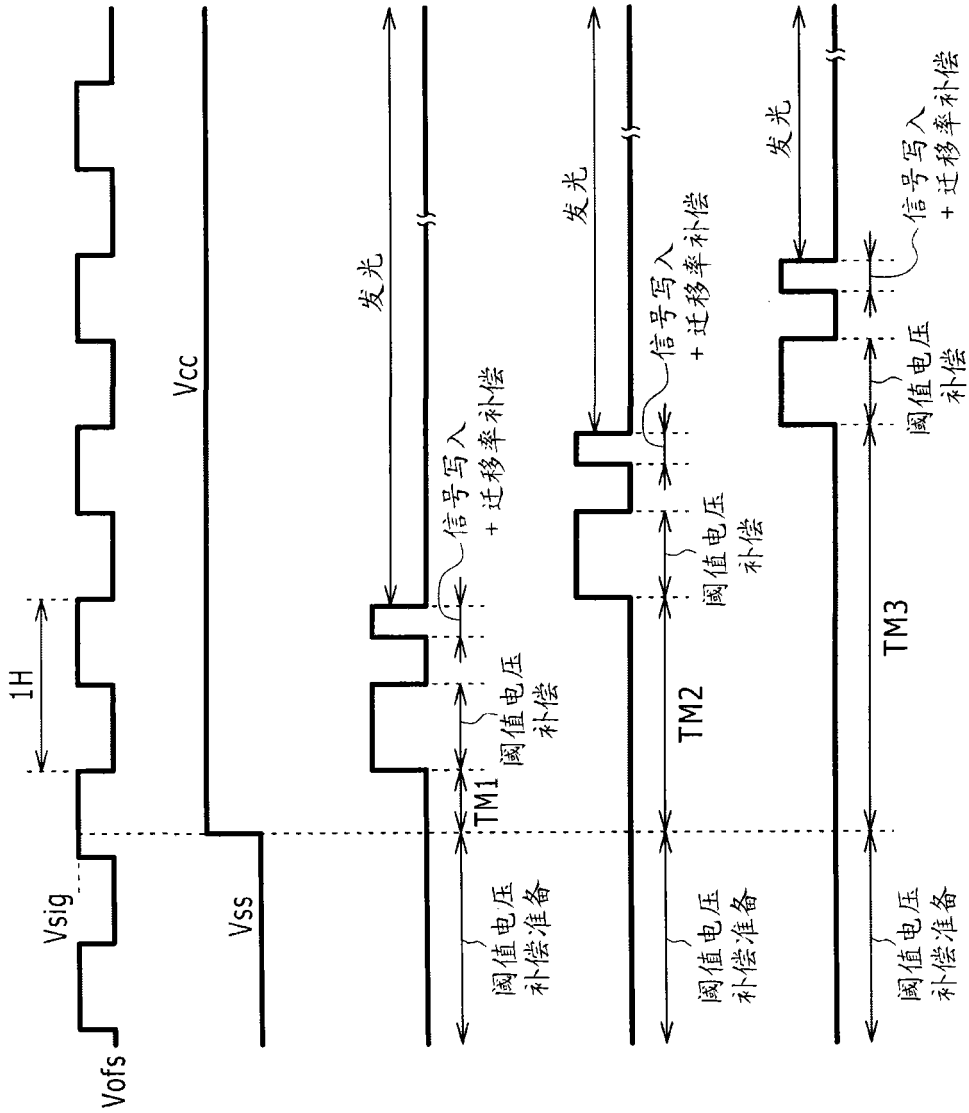 1H
Vsig
Vofs
Vcc
Vss
发光
信号写入
+ 迁移率补偿
阈值电压
补偿
TM1
阈值电压
补偿准备
发光
信号写入
+ 迁移率补偿
阈值电压
补偿
TM2
阈值电压
补偿准备
发光
信号写入
+ 迁移率补偿
阈值电压
补偿
TM3
阈值电压
补偿准备